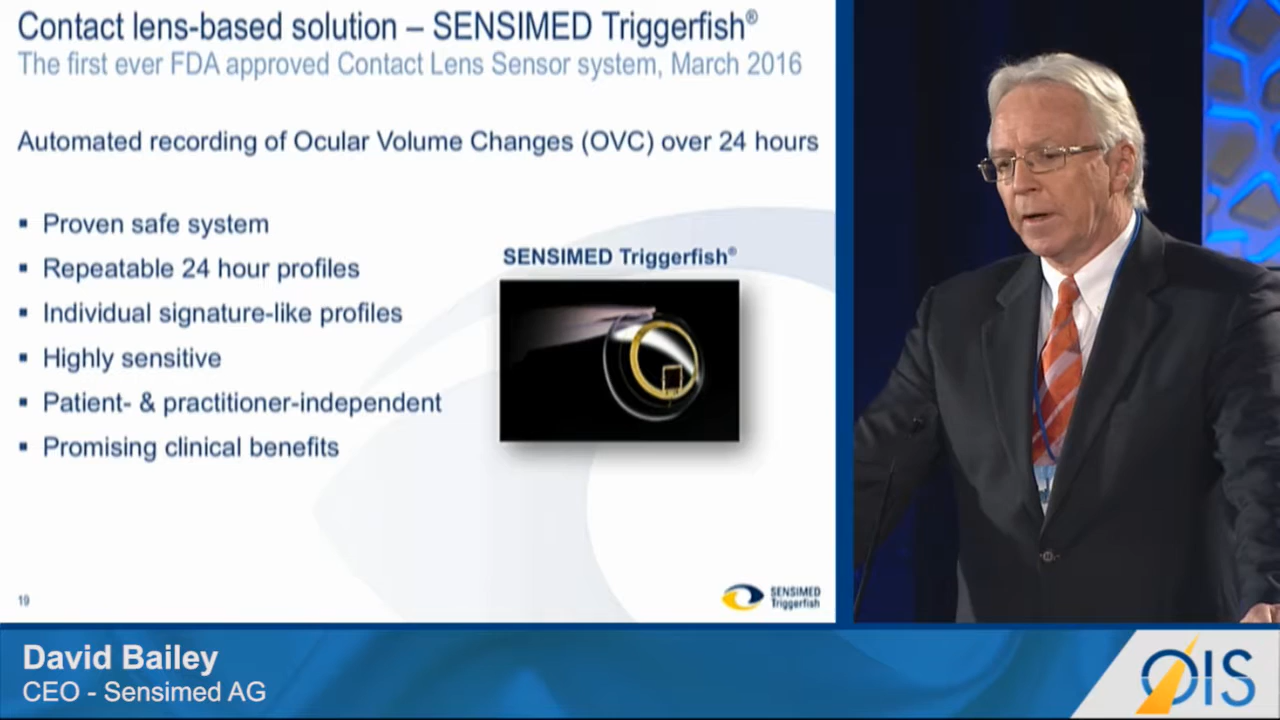 Contact lens-based solution – SENSIMED Triggerfish®
The first ever FDA approved Contact Lens Sensor system, March 2016
Automated recording of Ocular Volume Changes (OVC) over 24 hours
▪ Proven safe system
▪ Repeatable 24 hour profiles
▪ Individual signature-like profiles
▪ Highly sensitive
▪ Patient- & practitioner-independent
▪ Promising clinical benefits
SENSIMED Triggerfish®
19
SENSIMED
Triggerfish
David Bailey
CEO - Sensimed AG
OIS